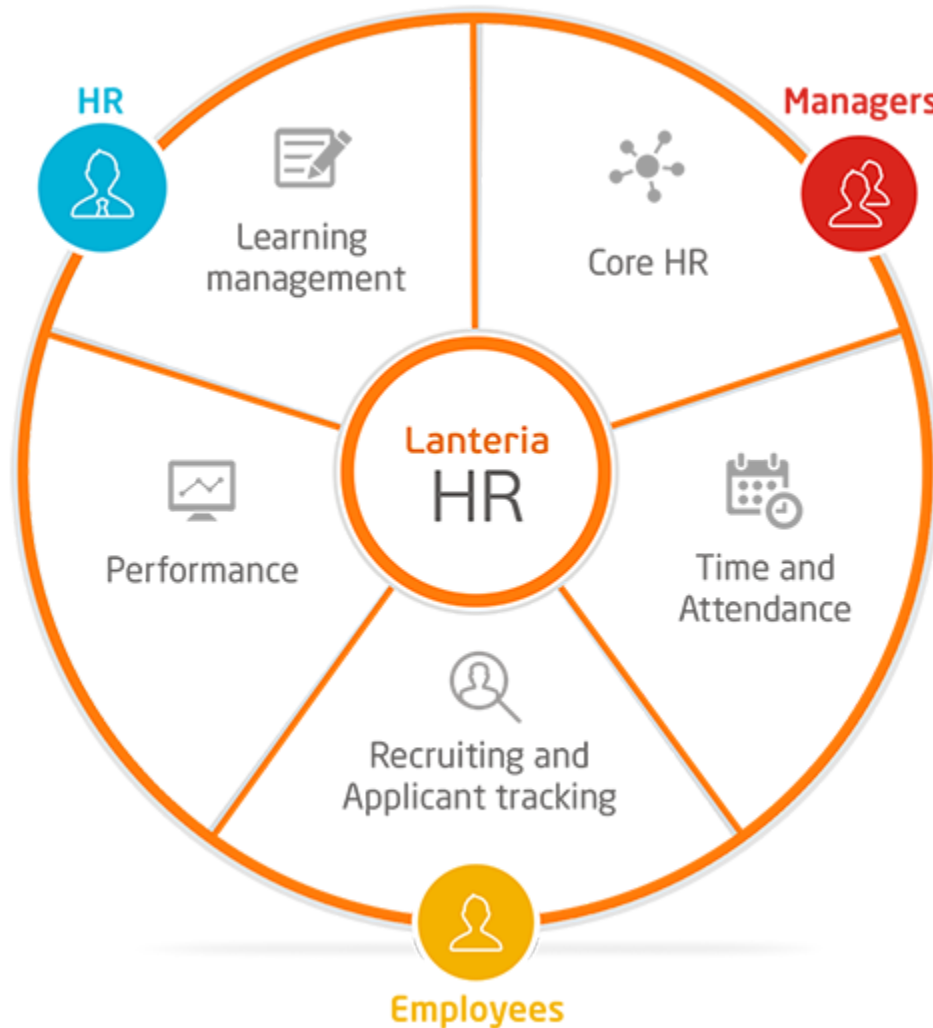 HR
Managers
Learning
management
Core HR
Lanteria
HR
Performance
Time and
Attendance
Recruiting and
Applicant tracking
Employees